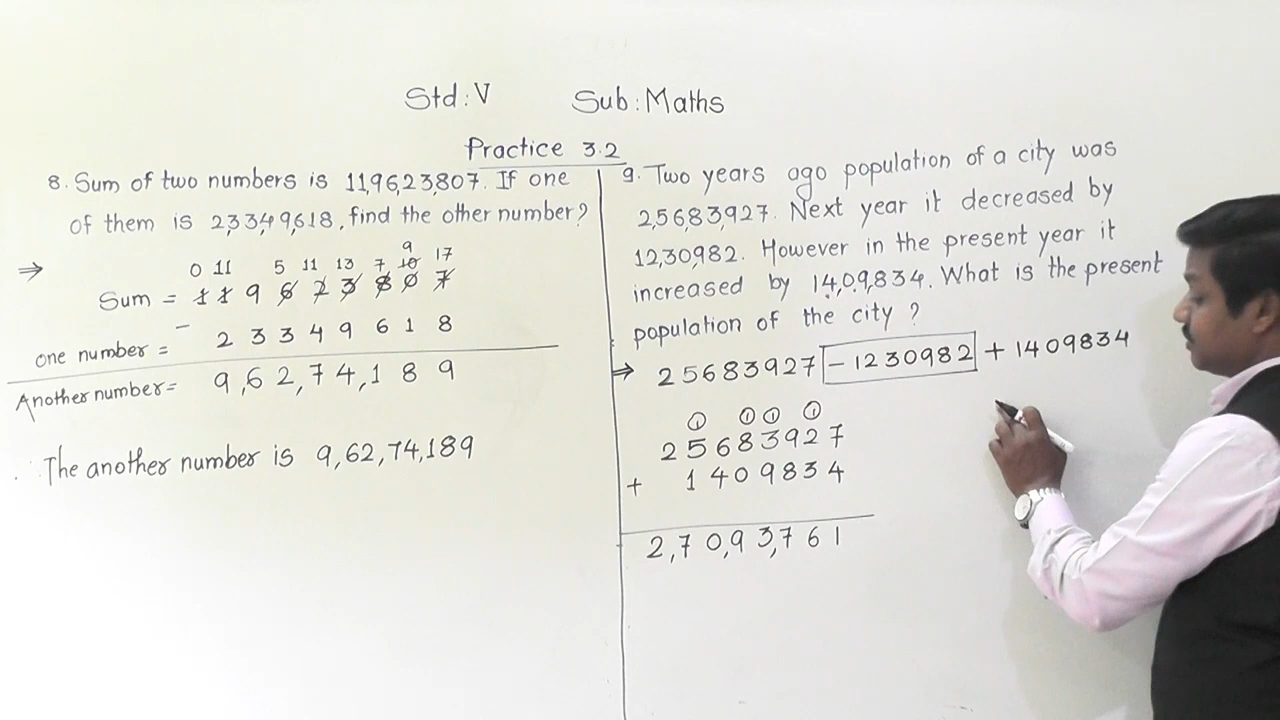 Std : V Sub : Maths
Practice 3.2
8. Sum of two numbers is 11,96,23,807. If one
of them is 2,33,49,618, find the other number?
9
0 11 5 11 13 7 10 17
⇒ Sum = 1 1 9 6 2 3 8 0 7
- one number = 2 3 3 4 9 6 1 8
Another number = 9,6 2,7 4,1 8 9
∴ The another number is 9,62,74,189
9. Two years ago population of a city was
2,56,83,927. Next year it decreased by
12,30,982. However in the present year it
increased by 14,09,834. What is the present
population of the city ?
⇒ 25683927 - 1230982 + 1409834
1 1 1 1
2 5 6 8 3 9 2 7
+ 1 4 0 9 8 3 4
2,7 0,9 3,7 6 1